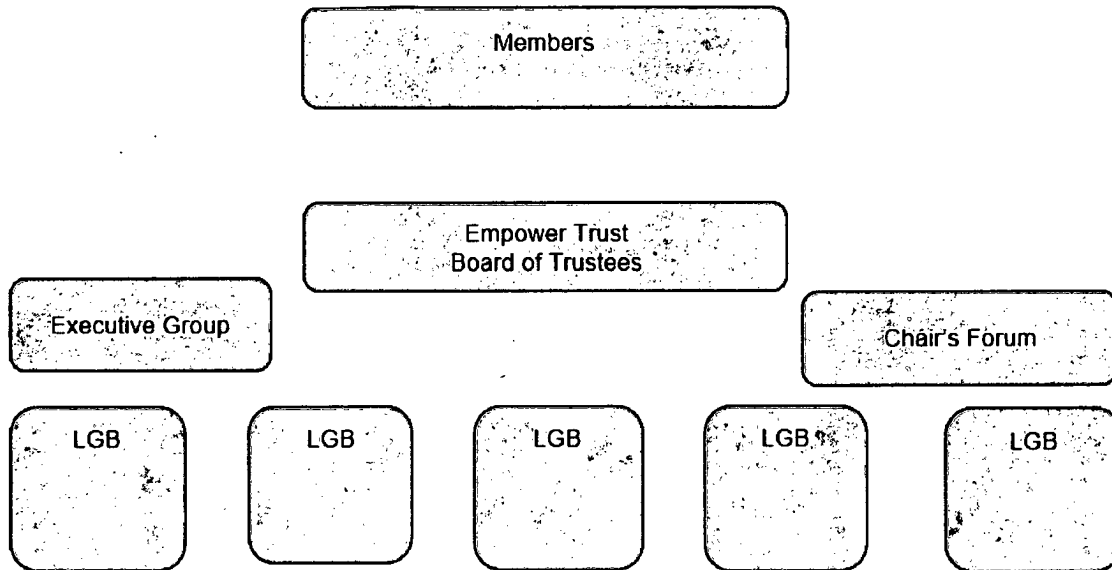 Members
Empower Trust
Board of Trustees
Executive Group
Chair's Forum
LGB
LGB
LGB
LGB
LGB